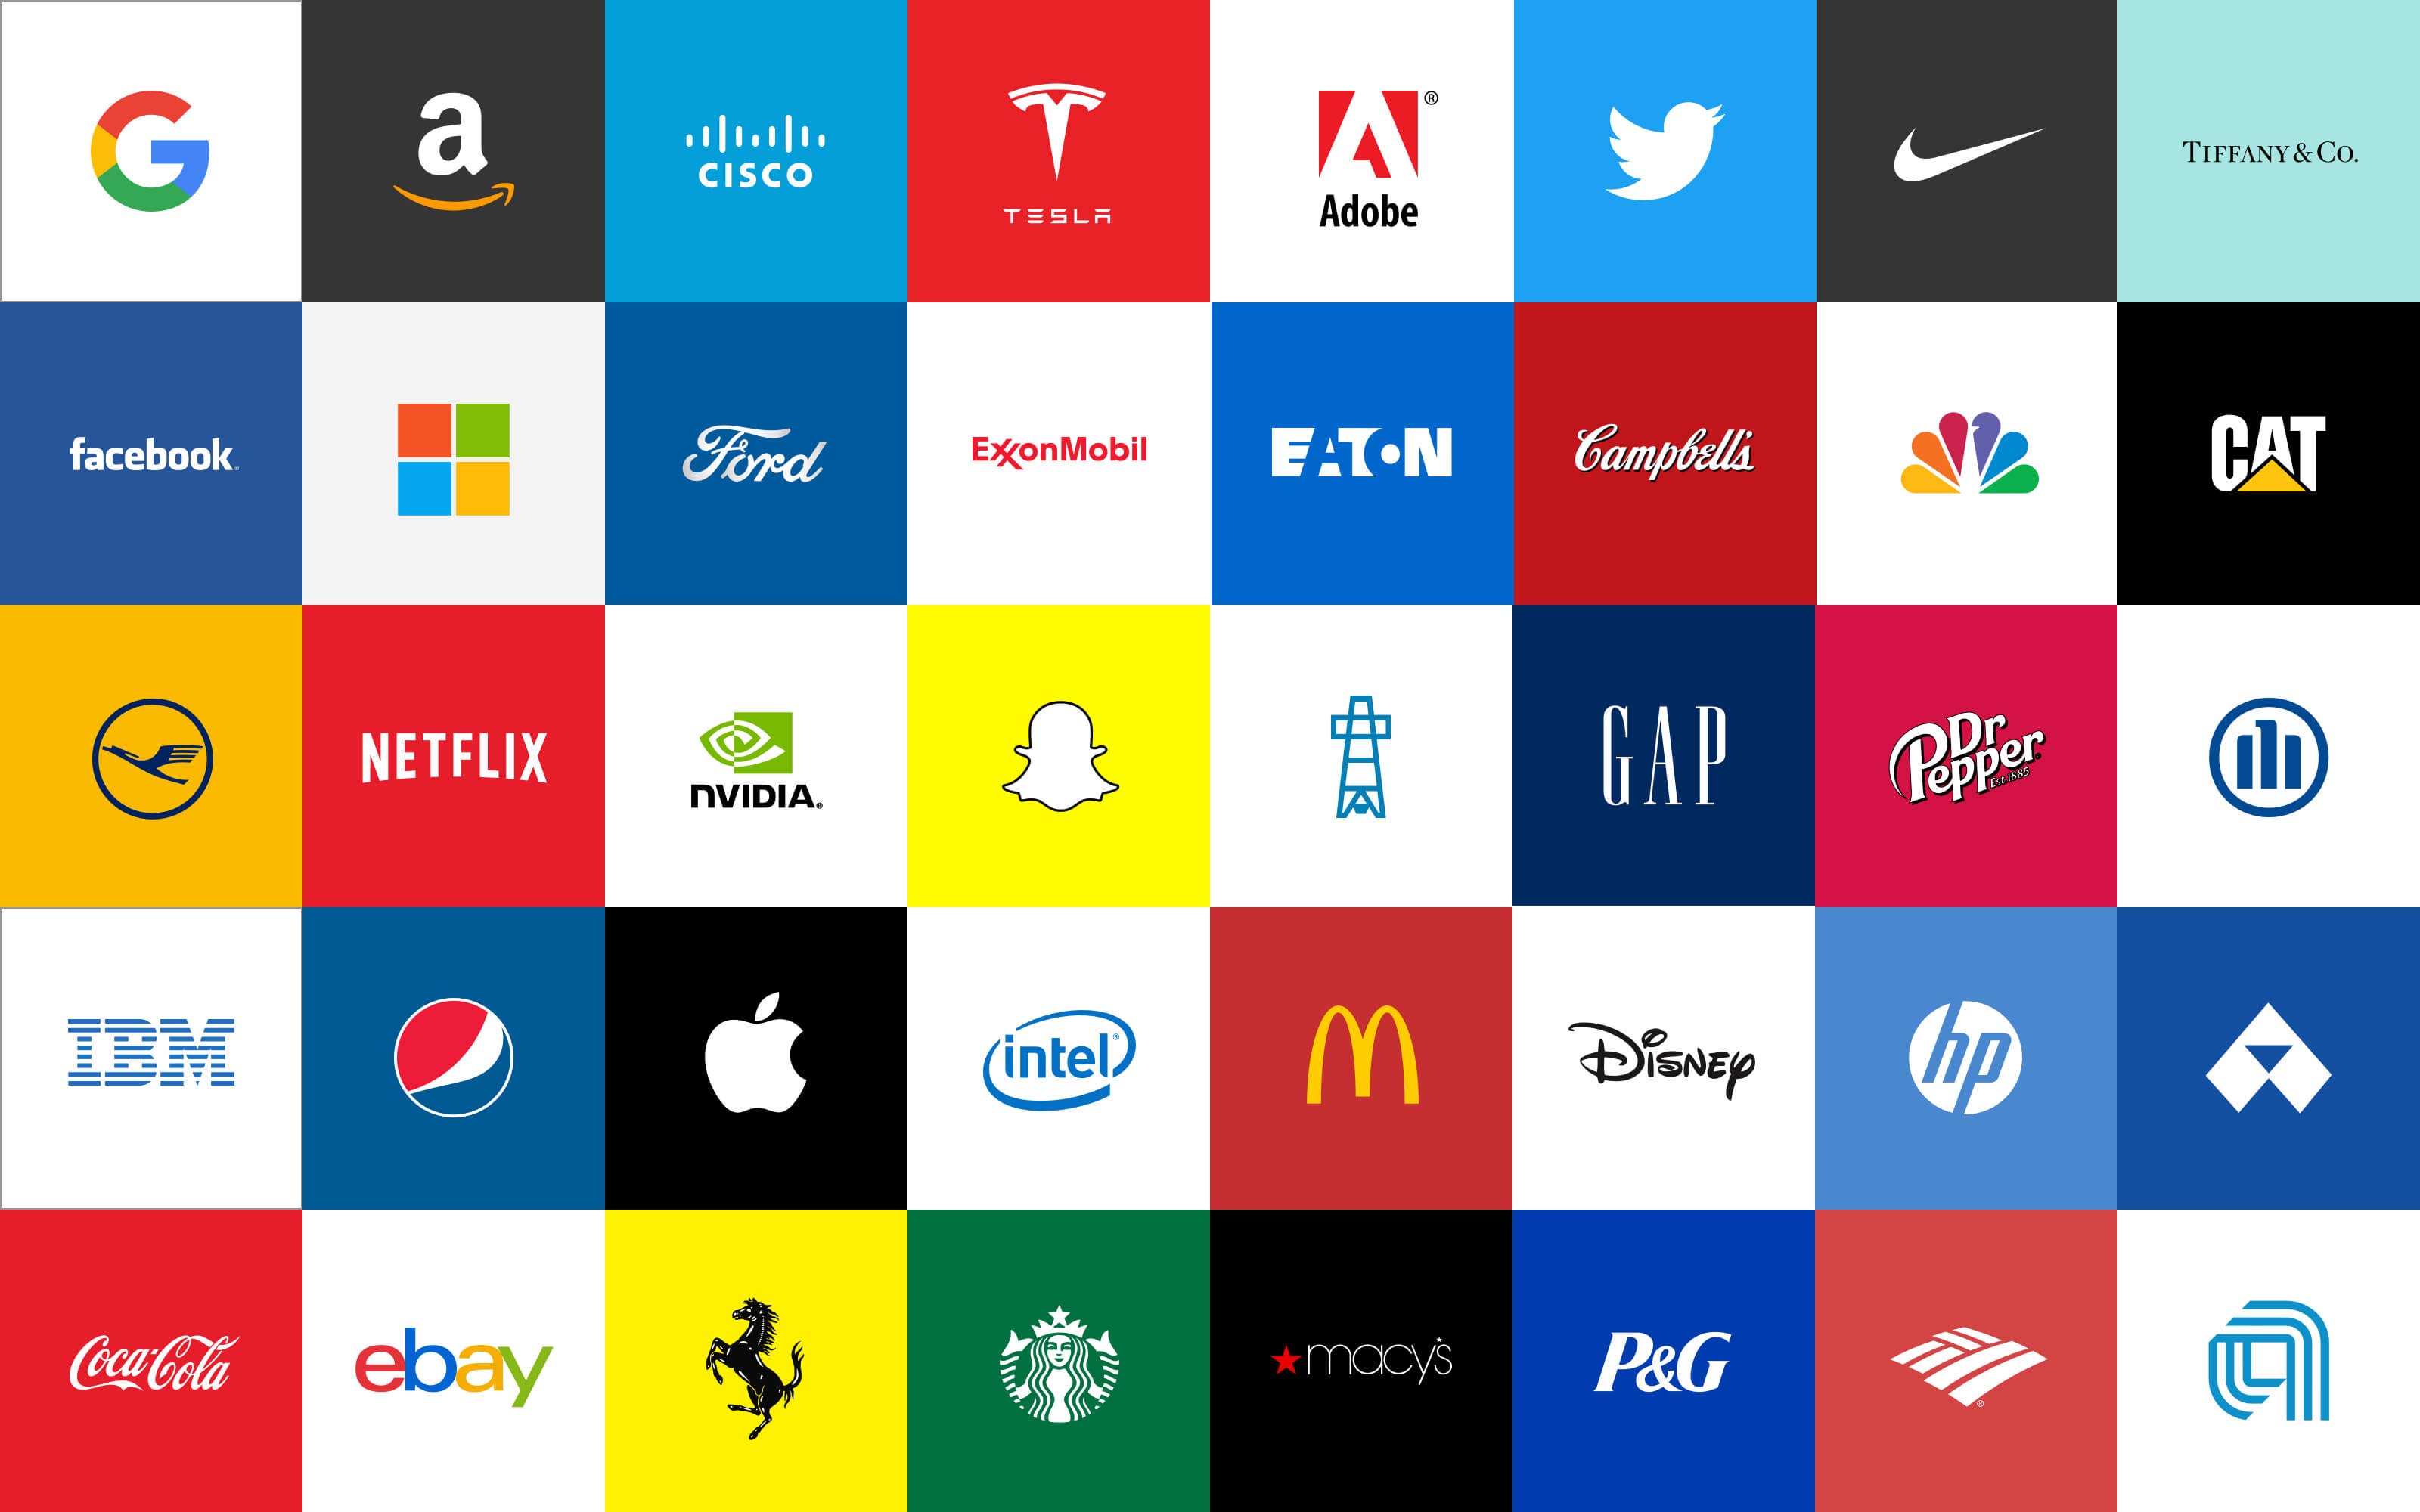 G
a
CISCO
TESLA
®
Adobe
TIFFANY & CO.
facebook®
Ford
ExxonMobil
EATON
Campbell's
CAT
NETFLIX
NVIDIA®
GAP
Dr
Pepper
Est. 1885
IBM
intel®
M
Disney
hp
Coca-Cola
ebay
macy's
P&G
®